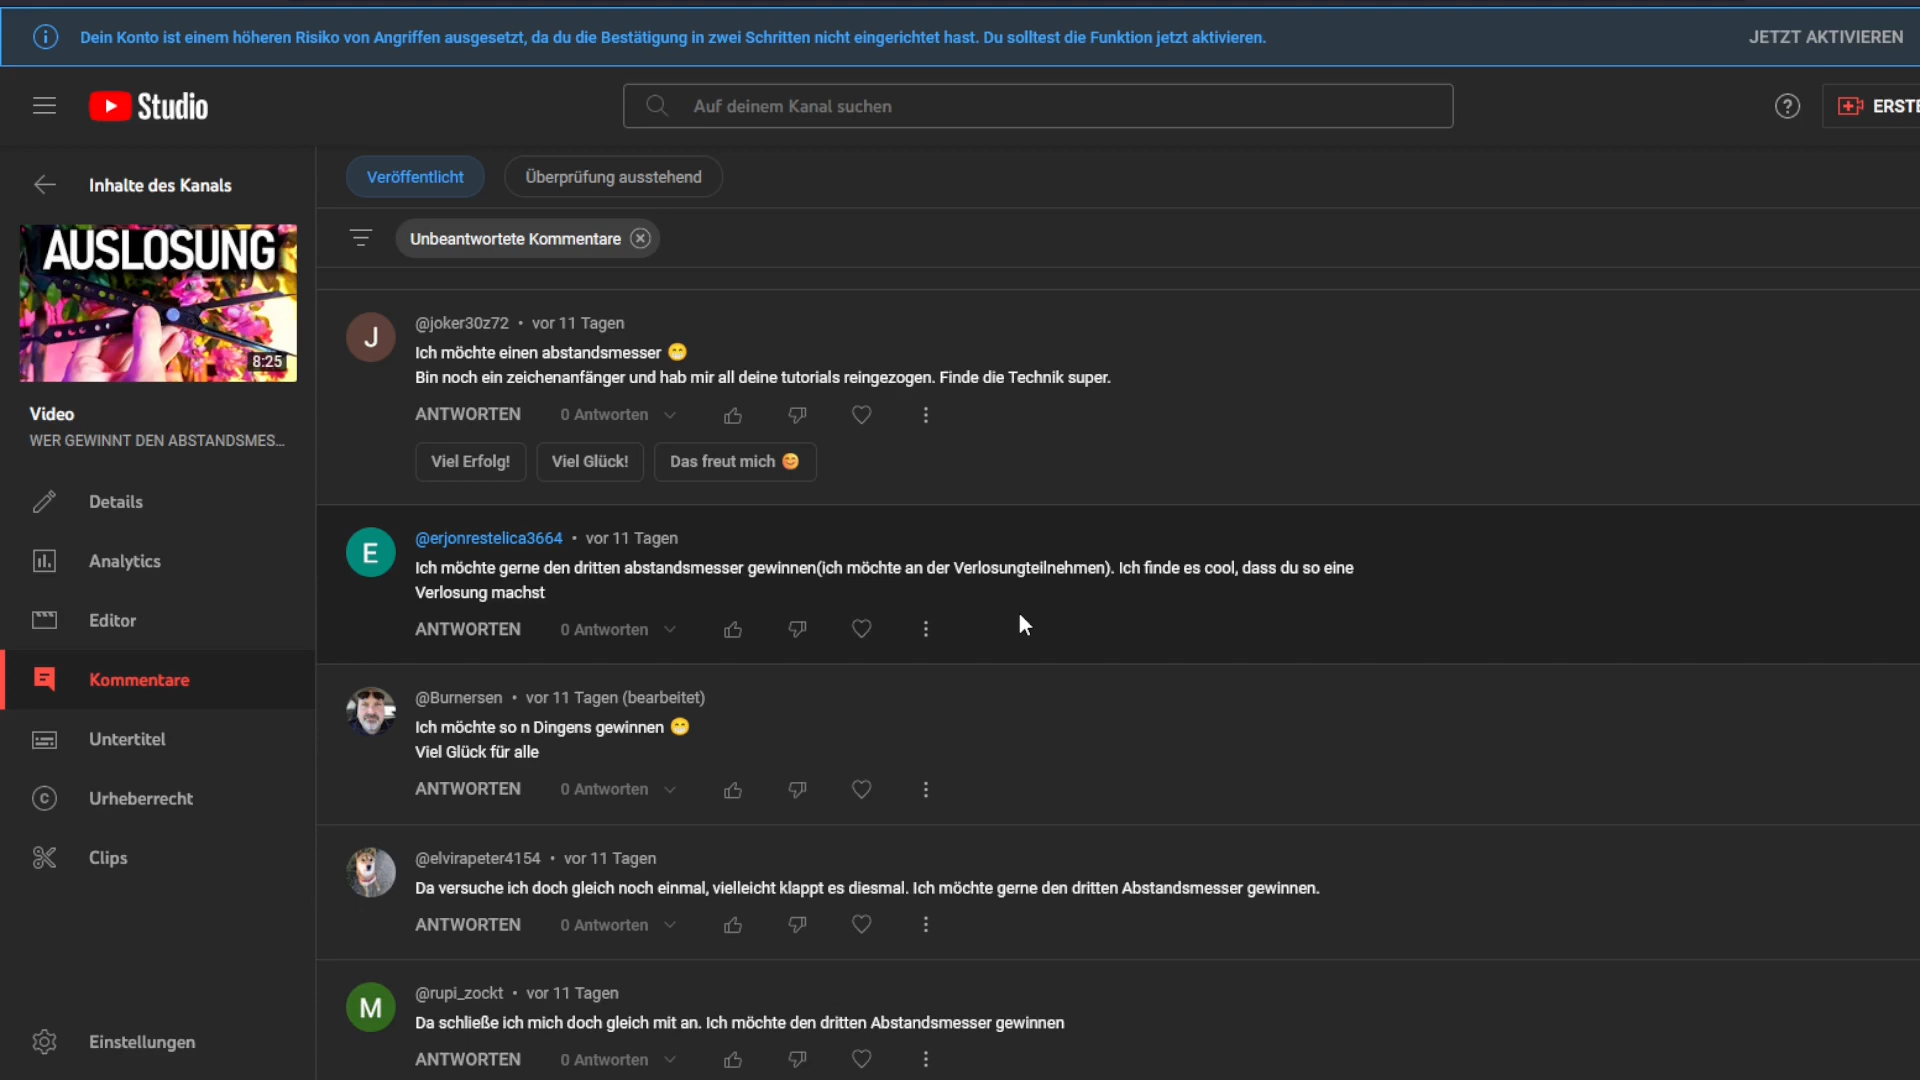 Dein Konto ist einem höheren Risiko von Angriffen ausgesetzt, da du die Bestätigung in zwei Schritten nicht eingerichtet hast. Du solltest die Funktion jetzt aktivieren.
JETZT AKTIVIEREN
Studio
Auf deinem Kanal suchen
ERSTE
Inhalte des Kanals
AUSLOSUNG
8:25
Video
WER GEWINNT DEN ABSTANDSMES...
Details
Analytics
Editor
Kommentare
Untertitel
Urheberrecht
Clips
Einstellungen
Veröffentlicht
Überprüfung ausstehend
Unbeantwortete Kommentare
J
@joker30z72 • vor 11 Tagen
Ich möchte einen abstandsmesser 😁
Bin noch ein zeichenanfänger und hab mir all deine tutorials reingezogen. Finde die Technik super.
ANTWORTEN 0 Antworten
Viel Erfolg! Viel Glück! Das freut mich 😊
E
@erjonrestelica3664 • vor 11 Tagen
Ich möchte gerne den dritten abstandsmesser gewinnen(ich möchte an der Verlosungteilnehmen). Ich finde es cool, dass du so eine
Verlosung machst
ANTWORTEN 0 Antworten
@Burnersen • vor 11 Tagen (bearbeitet)
Ich möchte so n Dingens gewinnen 😁
Viel Glück für alle
ANTWORTEN 0 Antworten
@elvirapeter4154 • vor 11 Tagen
Da versuche ich doch gleich noch einmal, vielleicht klappt es diesmal. Ich möchte gerne den dritten Abstandsmesser gewinnen.
ANTWORTEN 0 Antworten
M
@rupi_zockt • vor 11 Tagen
Da schließe ich mich doch gleich mit an. Ich möchte den dritten Abstandsmesser gewinnen
ANTWORTEN 0 Antworten